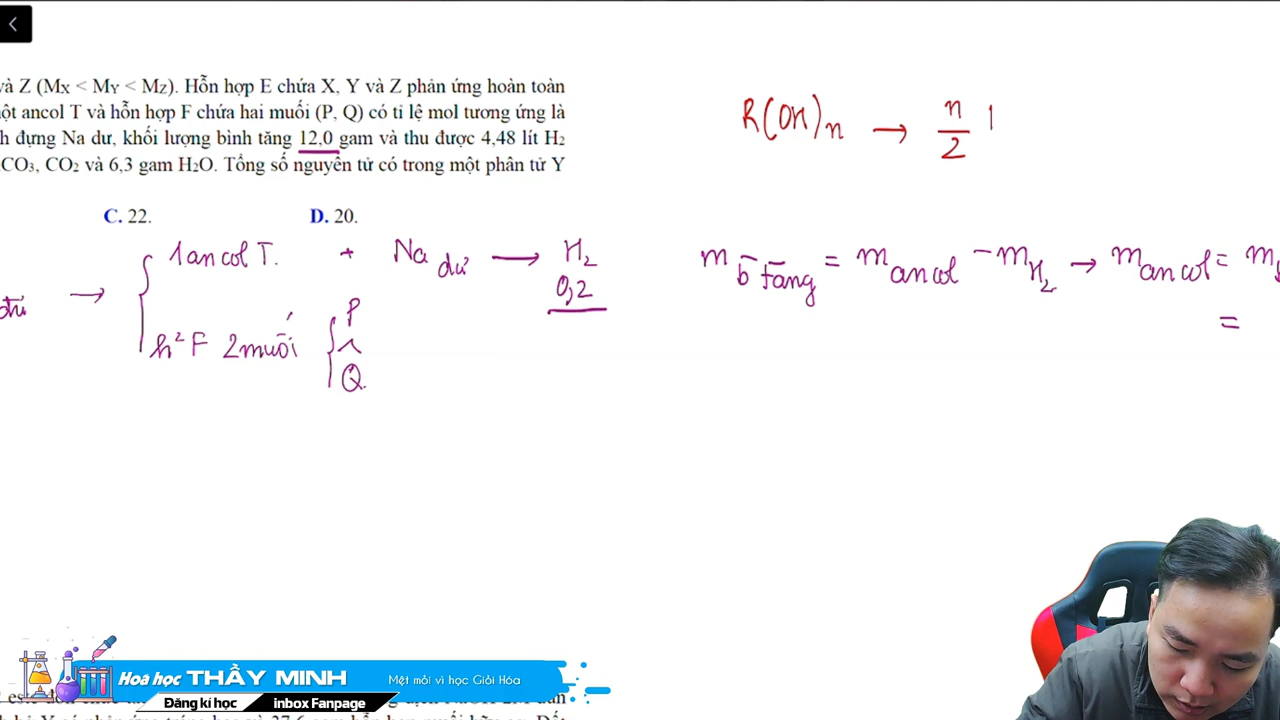 và Z (Mx < MY < Mz). Hỗn hợp E chứa X, Y và Z phản ứng hoàn toàn
ột ancol T và hỗn hợp F chứa hai muối (P, Q) có tỉ lệ mol tương ứng là
h đựng Na dư, khối lượng bình tăng 12,0 gam và thu được 4,48 lít H2
CO3, CO2 và 6,3 gam H2O. Tổng số nguyên tử có trong một phân tử Y
C. 22. D. 20.
R(OH)n → n/2
1 ancol T. + Na dư → H2
0,2
h² F 2 muối { P Q
m b tăng = m ancol - mH2 → m ancol = m
=
Hoá học THẦY MINH
Mệt mỏi vì học Giỏi Hóa
Đăng kí học inbox Fanpage